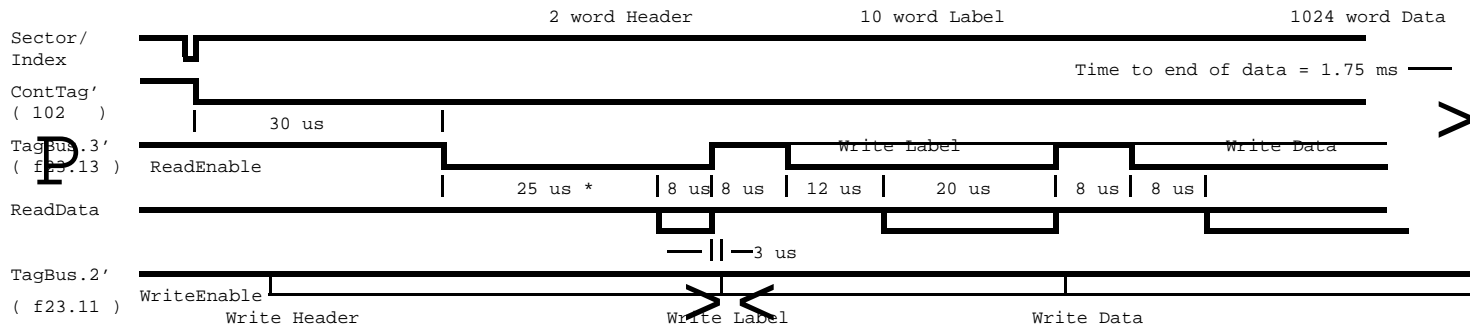 2 word Header 10 word Label 1024 word Data
Sector/
Index
Time to end of data = 1.75 ms
ContTag'
( 102 )
30 us
>
TagBus.3'
P
Write Label Write Data
( f23.13 ) ReadEnable
25 us * 8 us 8 us 12 us 20 us 8 us 8 us
ReadData
3 us
TagBus.2'
WriteEnable
> <
( f23.11 )
Write Header Write Label Write Data